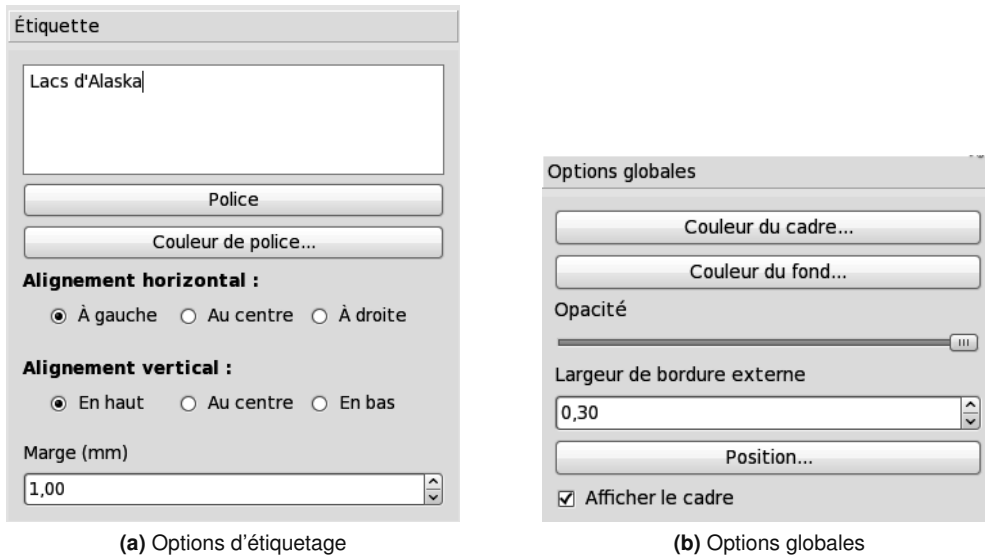 Étiquette
Lacs d'Alaska
Police
Couleur de police...
Alignement horizontal :
À gauche Au centre À droite
Alignement vertical :
En haut Au centre En bas
Marge (mm)
1,00
(a) Options d'étiquetage
Options globales
Couleur du cadre...
Couleur du fond...
Opacité
Largeur de bordure externe
0,30
Position...
Afficher le cadre
(b) Options globales